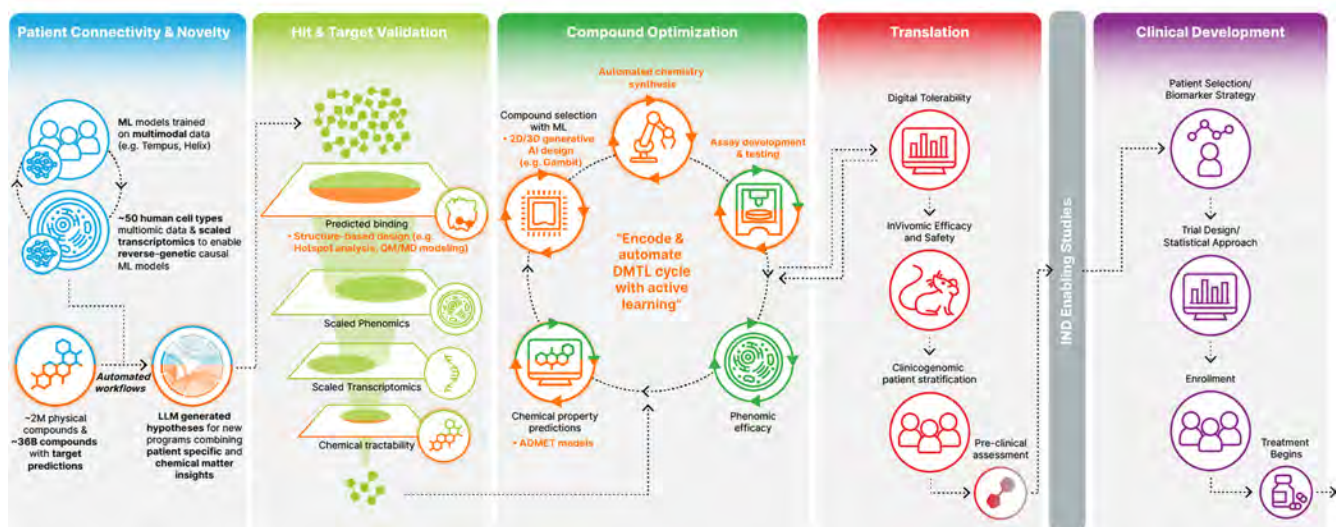 Patient Connectivity & Novelty
ML models trained
on multimodal data
(e.g. Tempus, Helix)
~50 human cell types
multiomic data & scaled
transcriptomics to enable
reverse-genetic causal
ML models
Automated
workflows
~2M physical
compounds &
~36B compounds
with target
predictions
LLM generated
hypotheses for new
programs combining
patient specific and
chemical matter
insights
Hit & Target Validation
Predicted binding
• Structure-based design (e.g.
Hotspot analysis, QM/MD modeling)
Scaled Phenomics
Scaled Transcriptomics
Chemical tractability
Compound Optimization
Automated chemistry
synthesis
Compound selection
with ML
• 2D/3D generative
AI design
(e.g. Gambit)
Assay development
& testing
"Encode &
automate
DMTL cycle
with active
learning"
Chemical property
predictions
• ADMET models
Phenomic
efficacy
Translation
Digital Tolerability
InVivomic Efficacy
and Safety
Clinicogenomic
patient stratification
Pre-clinical
assessment
IND Enabling Studies
Clinical Development
Patient Selection/
Biomarker Strategy
Trial Design/
Statistical Approach
Enrollment
Treatment
Begins